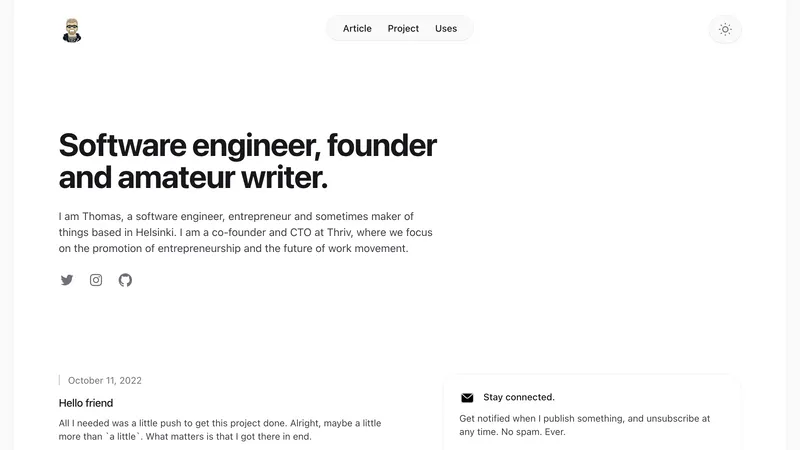 Article Project Uses
Software engineer, founder
and amateur writer.
I am Thomas, a software engineer, entrepreneur and sometimes maker of
things based in Helsinki. I am a co-founder and CTO at Thriv, where we focus
on the promotion of entrepreneurship and the future of work movement.
October 11, 2022
Hello friend
All I needed was a little push to get this project done. Alright, maybe a little
more than `a little`. What matters is that I got there in end.
Stay connected.
Get notified when I publish something, and unsubscribe at
any time. No spam. Ever.